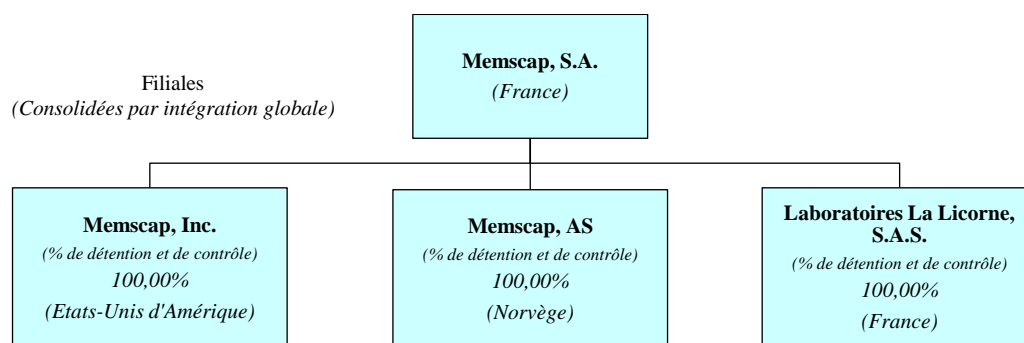 Memscap, S.A.
(France)
Filiales
(Consolidées par intégration globale)
Memscap, Inc.
(% de détention et de contrôle)
100,00%
(Etats-Unis d'Amérique)
Memscap, AS
(% de détention et de contrôle)
100,00%
(Norvège)
Laboratoires La Licorne,
S.A.S.
(% de détention et de contrôle)
100,00%
(France)